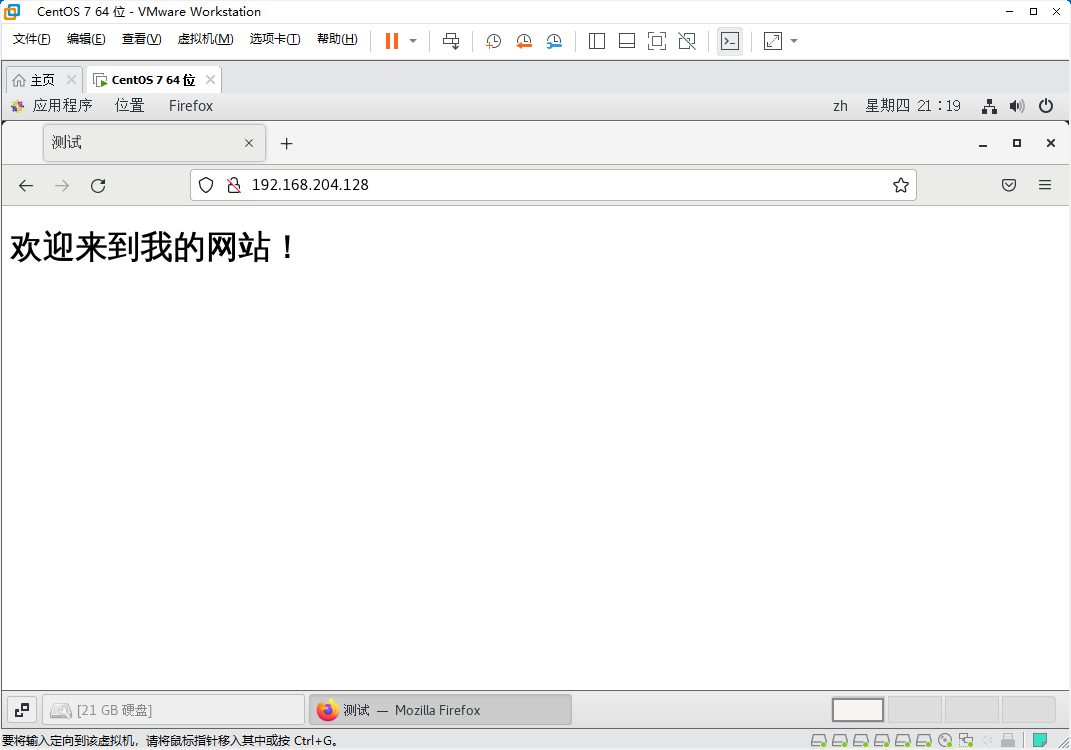 CentOS 7 64 位 - VMware Workstation
文件(F) 编辑(E) 查看(V) 虚拟机(M) 选项卡(T) 帮助(H)
主页 CentOS 7 64 位
应用程序 位置 Firefox zh 星期四 21：19
测试
192.168.204.128
欢迎来到我的网站！
[21 GB 硬盘] 测试 — Mozilla Firefox
要将输入定向到该虚拟机，请将鼠标指针移入其中或按 Ctrl+G。